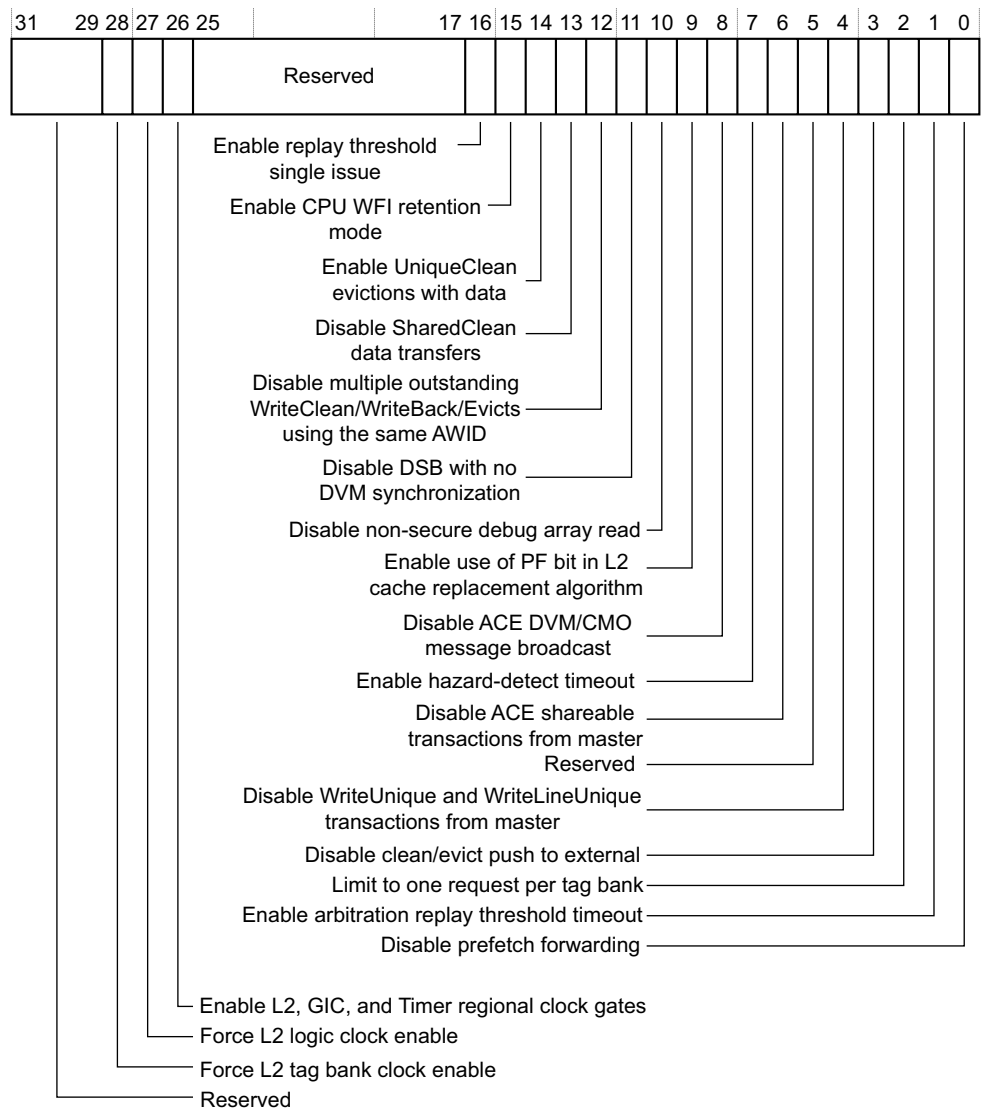 31 29 28 27 26 25 17 16 15 14 13 12 11 10 9 8 7 6 5 4 3 2 1 0
Reserved
Enable replay threshold
single issue
Enable CPU WFI retention
mode
Enable UniqueClean
evictions with data
Disable SharedClean
data transfers
Disable multiple outstanding
WriteClean/WriteBack/Evicts
using the same AWID
Disable DSB with no
DVM synchronization
Disable non-secure debug array read
Enable use of PF bit in L2
cache replacement algorithm
Disable ACE DVM/CMO
message broadcast
Enable hazard-detect timeout
Disable ACE shareable
transactions from master
Reserved
Disable WriteUnique and WriteLineUnique
transactions from master
Disable clean/evict push to external
Limit to one request per tag bank
Enable arbitration replay threshold timeout
Disable prefetch forwarding
Enable L2, GIC, and Timer regional clock gates
Force L2 logic clock enable
Force L2 tag bank clock enable
Reserved